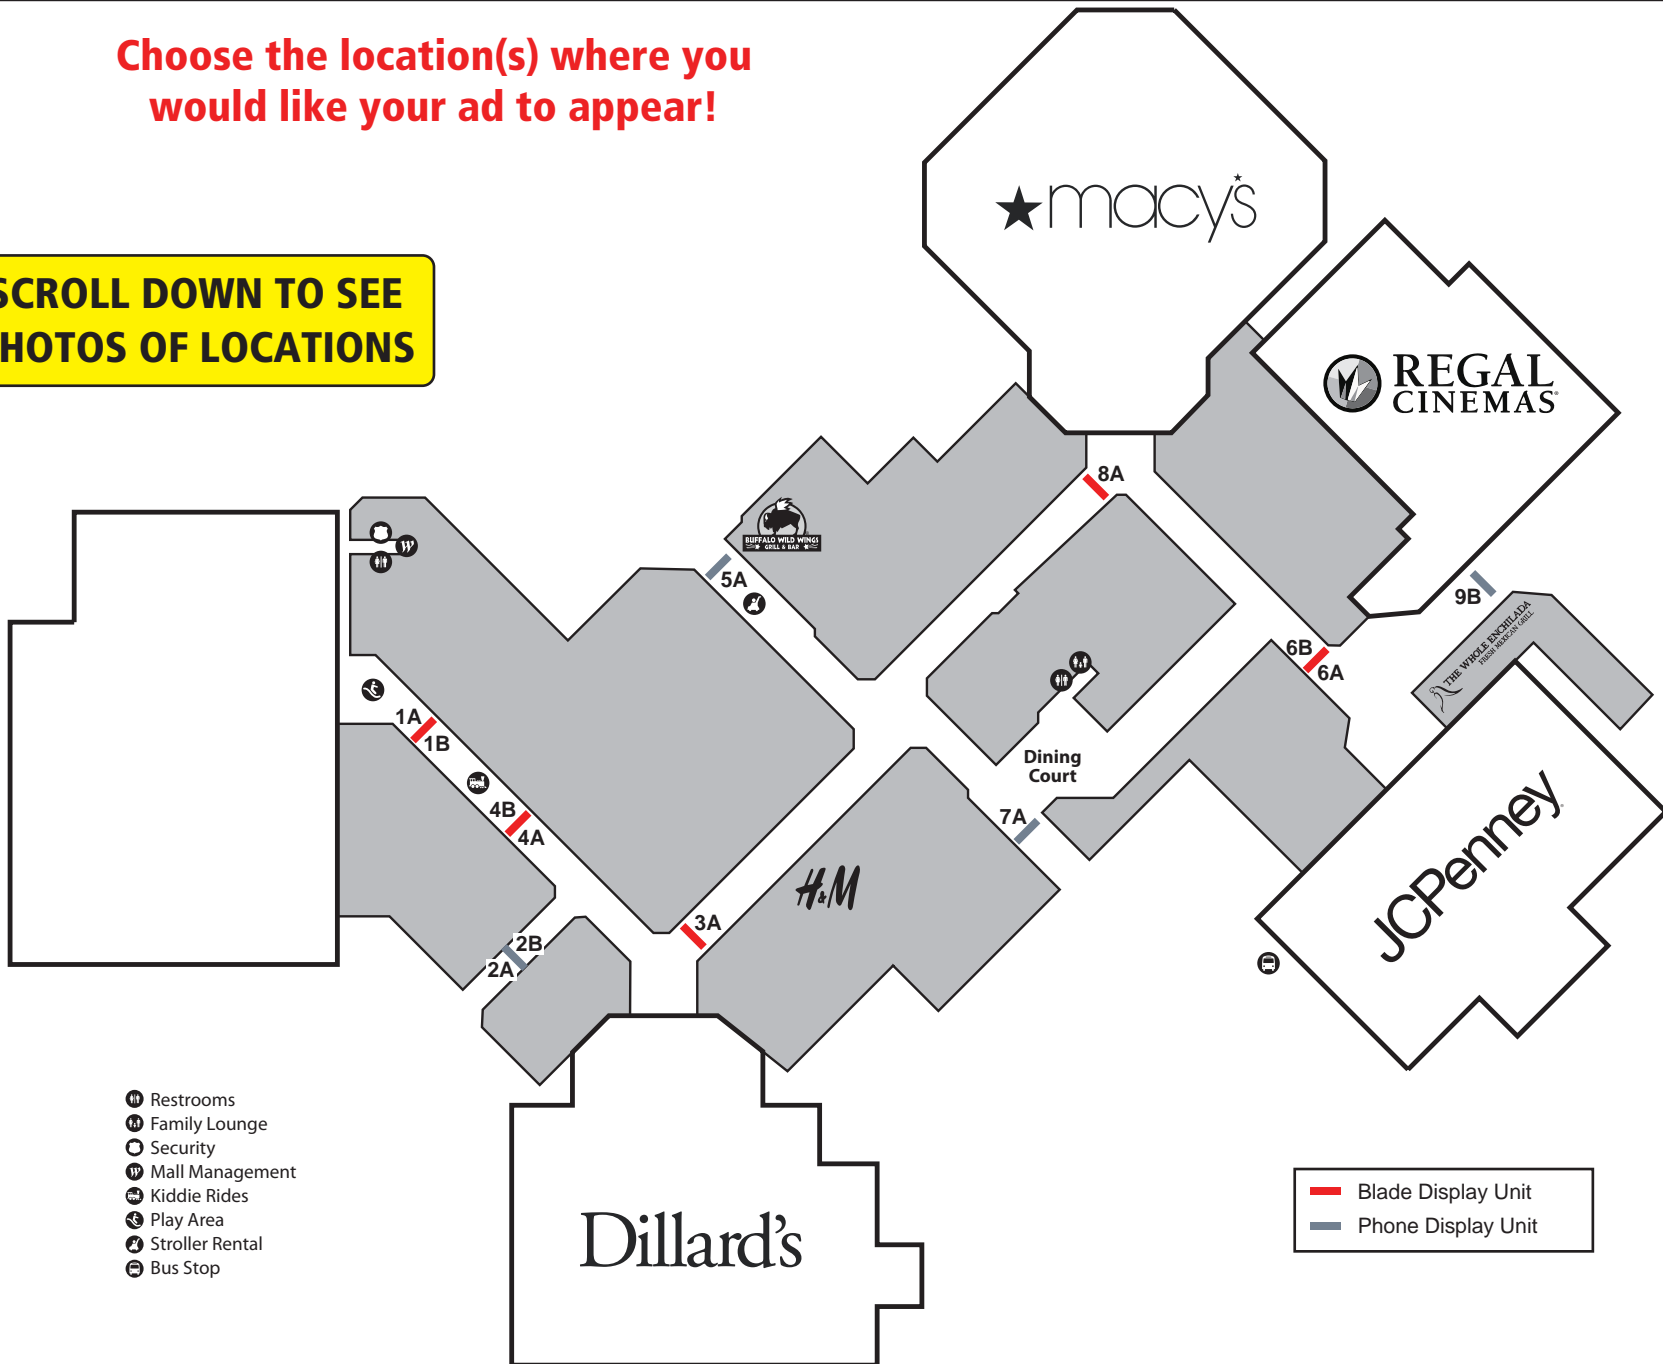 Choose the location(s) where you
would like your ad to appear!
SCROLL DOWN TO SEE
HOTOS OF LOCATIONS
macy's
REGAL
CINEMAS
8A
BUFFALO WILD WINGS
GRILL & BAR
5A
9B
THE WHOLE ENCHILADA
FRESH MEXICAN GRILL
6B
6A
1A
1B
Dining
Court
4B
4A
7A
JCPenney
H&M
3A
2B
2A
Restrooms
Family Lounge
Security
Mall Management
Kiddie Rides
Play Area
Stroller Rental
Bus Stop
Dillard's
Blade Display Unit
Phone Display Unit